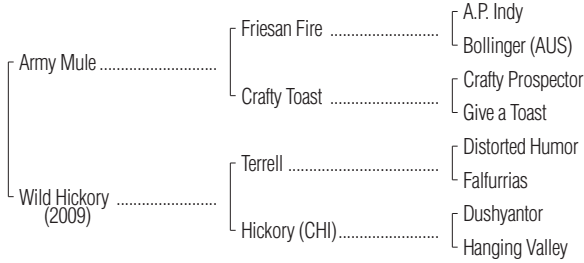 A.P. Indy
Friesan Fire ..............................
Bollinger (AUS)
Army Mule ................................
Crafty Prospector
Crafty Toast ..............................
Give a Toast
Distorted Humor
Terrell .........................................
Falfurrias
Wild Hickory ...........................
(2009)
Dushyantor
Hickory (CHI)............................
Hanging Valley